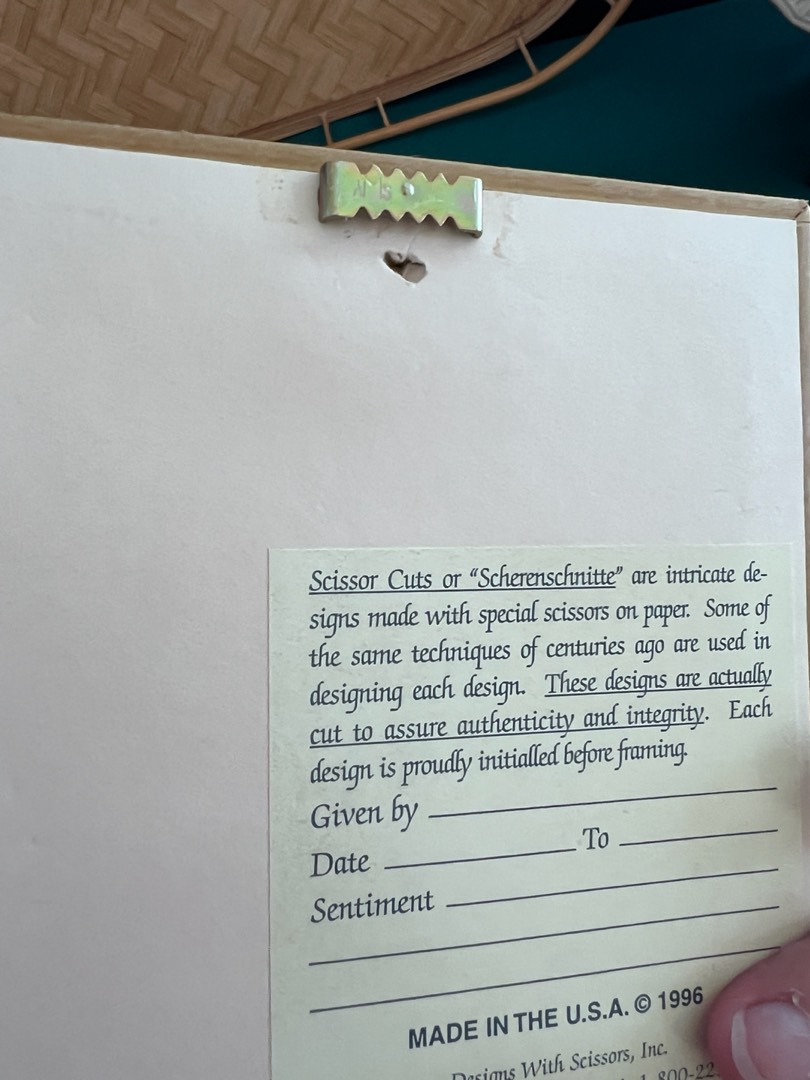 Scissor Cuts or “Scherenschnitte” are intricate de-
signs made with special scissors on paper. Some of
the same techniques of centuries ago are used in
designing each design. These designs are actually
cut to assure authenticity and integrity. Each
design is proudly initialled before framing.
Given by
Date To
Sentiment
MADE IN THE U.S.A. © 1996
Designs With Scissors, Inc.
1-800-22